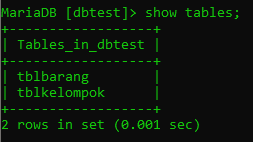 MariaDB [dbtest]> show tables;
+------------------+
| Tables_in_dbtest |
+------------------+
| tblbarang        |
| tblkelompok      |
+------------------+
2 rows in set (0.001 sec)